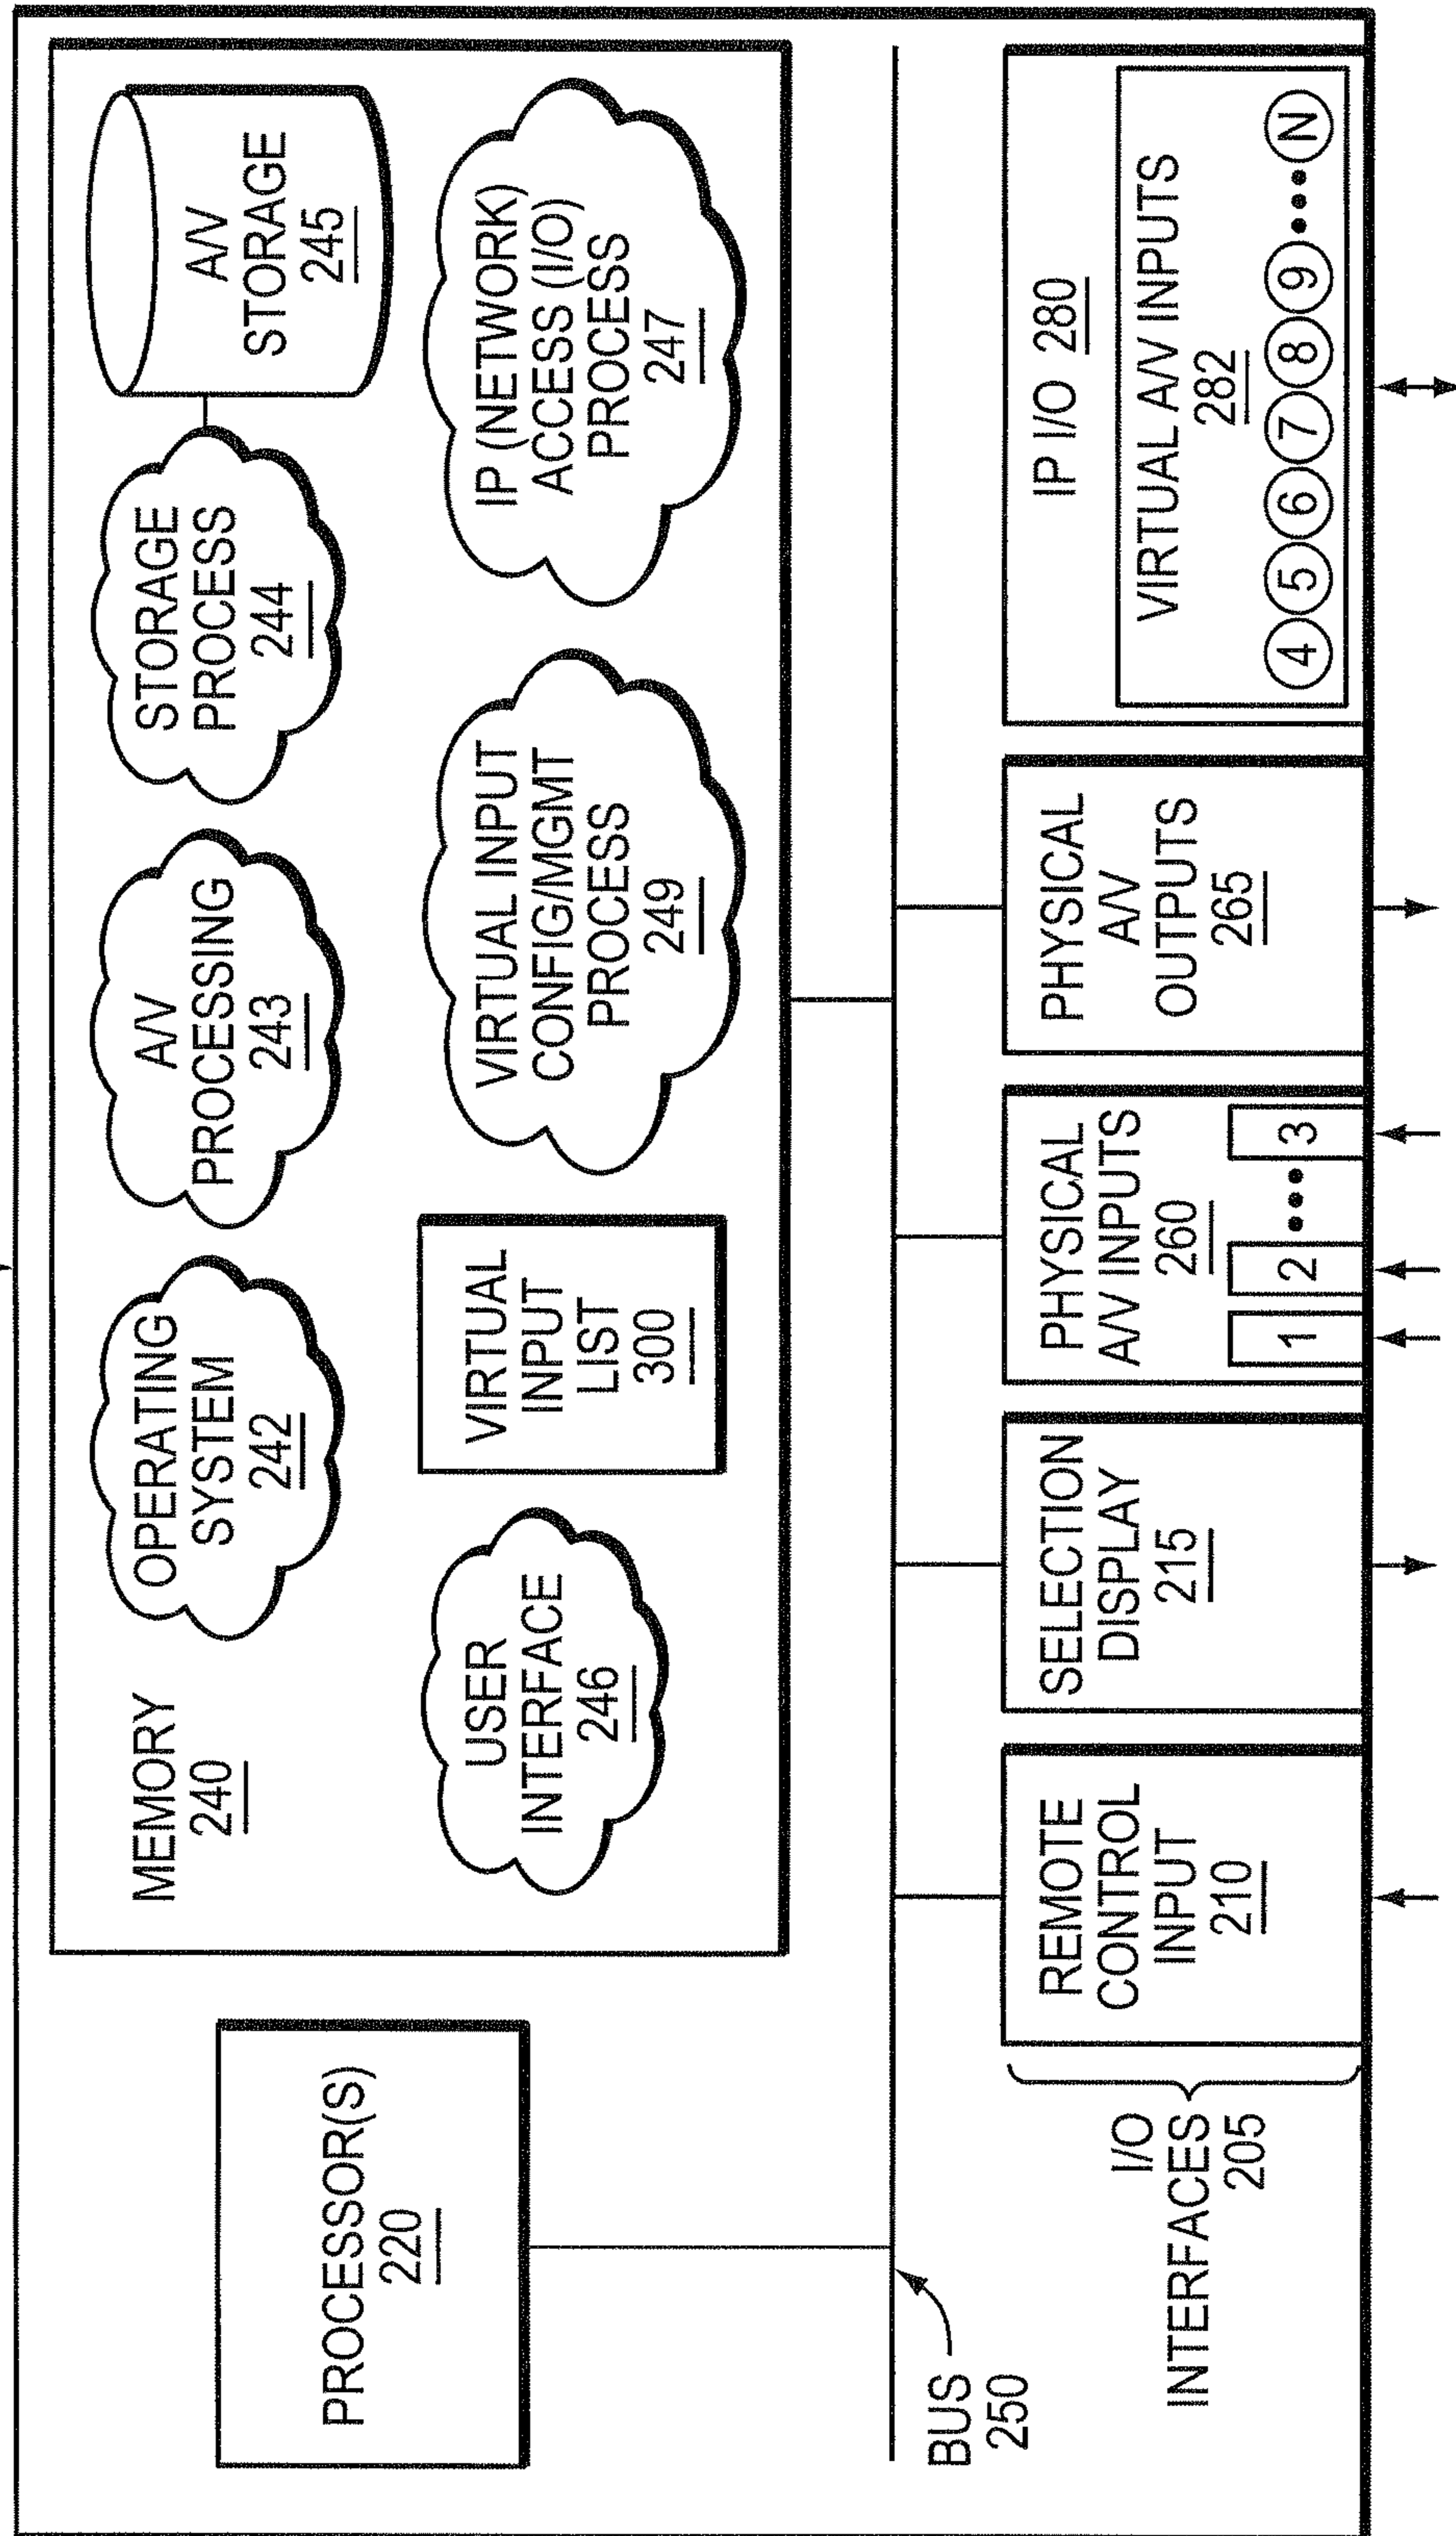 PROCESSOR(S)
220
MEMORY
240
OPERATING
SYSTEM
242
A/V
PROCESSING
243
STORAGE
PROCESS
244
A/V
STORAGE
245
USER
INTERFACE
246
VIRTUAL
INPUT
LIST
300
VIRTUAL INPUT
CONFIG/MGMT
PROCESS
249
IP (NETWORK)
ACCESS (I/O)
PROCESS
247
BUS
250
I/O
INTERFACES
205
REMOTE
CONTROL
INPUT
210
SELECTION
DISPLAY
215
PHYSICAL
A/V INPUTS
260
1 2 ••• 3
PHYSICAL
A/V
OUTPUTS
265
IP I/O 280
VIRTUAL A/V INPUTS
282
4 5 6 7 8 9 •••• N